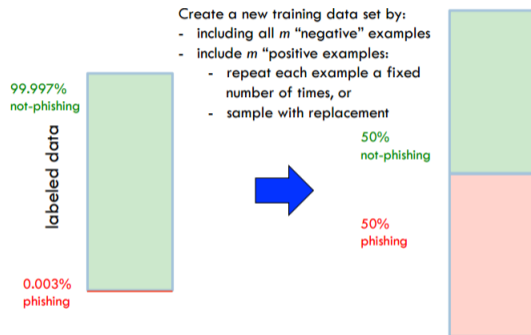 Create a new training data set by:
- including all m “negative” examples
- include m “positive examples:
- repeat each example a fixed
number of times, or
- sample with replacement
99.997%
not-phishing
labeled data
0.003%
phishing
50%
not-phishing
50%
phishing